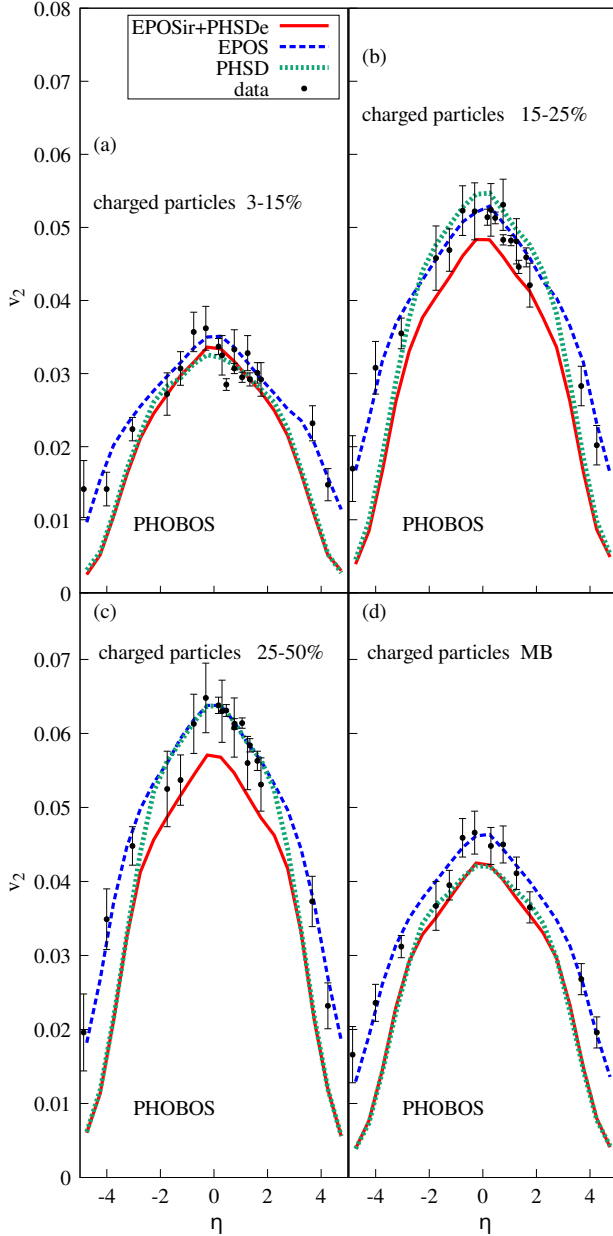 0.08
EPOSir+PHSDe
EPOS
PHSD
data
0.07
0.06
0.05
0.04
0.03
0.02
0.01
0
v2
(a)
charged particles 3-15%
PHOBOS
(b)
charged particles 15-25%
PHOBOS
(c)
charged particles 25-50%
PHOBOS
0.07
0.06
0.05
0.04
0.03
0.02
0.01
0
v2
-4 -2 0 2 4
η
(d)
charged particles MB
PHOBOS
-4 -2 0 2 4
η